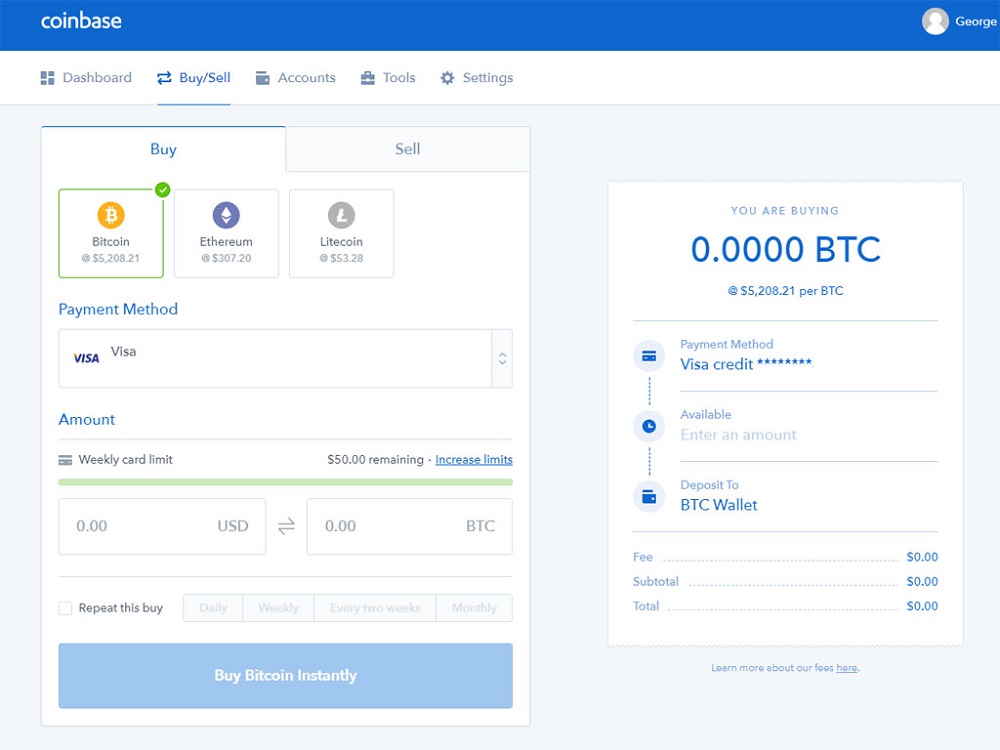 coinbase
George
Dashboard
Buy/Sell
Accounts
Tools
Settings
Buy
Sell
Bitcoin
@ $5,208.21
Ethereum
@ $307.20
Litecoin
@ $53.28
Payment Method
VISA
Visa
Amount
Weekly card limit
$50.00 remaining · Increase limits
0.00 USD
0.00 BTC
Repeat this buy
Daily
Weekly
Every two weeks
Monthly
Buy Bitcoin Instantly
YOU ARE BUYING
0.0000 BTC
@ $5,208.21 per BTC
Payment Method
Visa credit ********
Available
Enter an amount
Deposit To
BTC Wallet
Fee $0.00
Subtotal $0.00
Total $0.00
Learn more about our fees here.